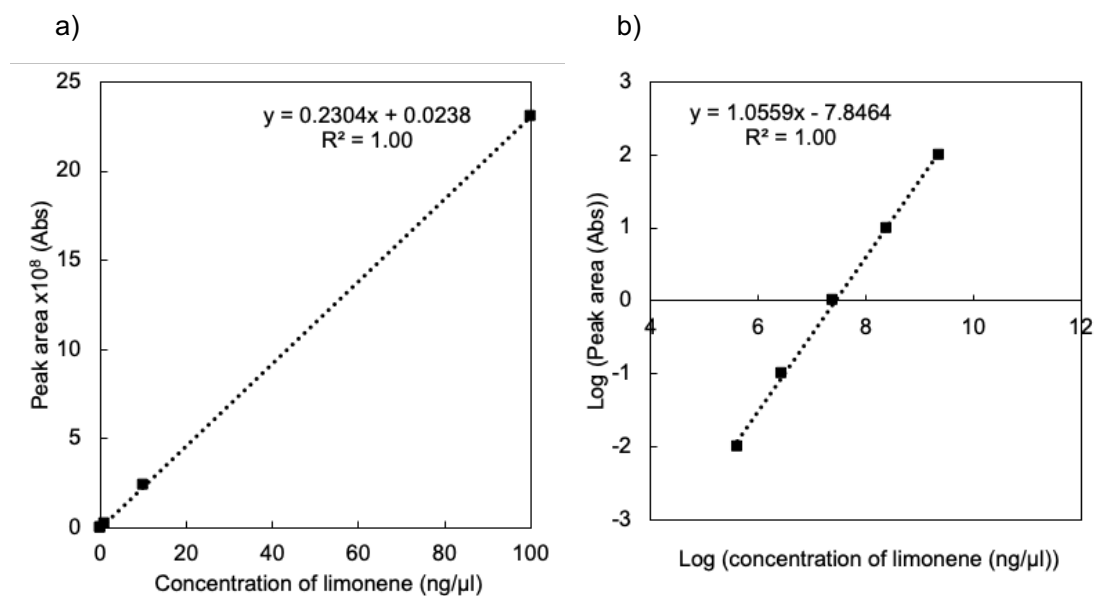 a)
25
20
15
10
5
0
y = 0.2304x + 0.0238
R² = 1.00
Peak area x10⁸ (Abs)
0 20 40 60 80 100
Concentration of limonene (ng/µl)
b)
3
2
1
0
-1
-2
-3
y = 1.0559x - 7.8464
R² = 1.00
Log (Peak area (Abs))
4 6 8 10 12
Log (concentration of limonene (ng/µl))